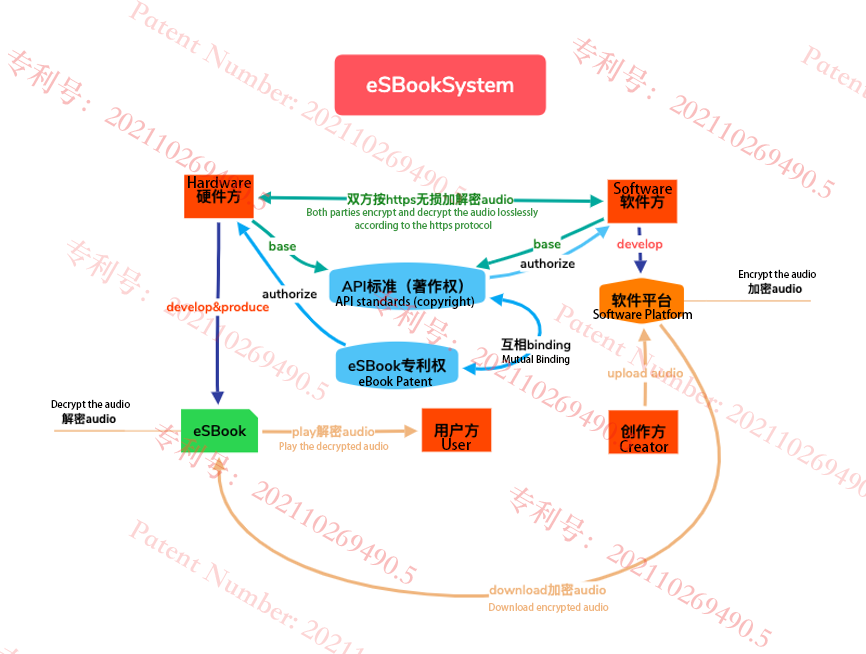 eSBookSystem
Hardware
硬件方
双方按https无损加解密audio
Both parties encrypt and decrypt the audio losslessly
according to the https protocol
Software
软件方
base
base
develop
authorize
authorize
API标准（著作权）
API standards (copyright)
Encrypt the audio
加密audio
软件平台
Software Platform
develop&produce
互相binding
Mutual Binding
eSBook专利权
eBook Patent
upload audio
Decrypt the audio
解密audio
eSBook
play解密audio
Play the decrypted audio
用户方
User
创作方
Creator
download加密audio
Download encrypted audio
Patent Number: 202110269490.5
专利号：202110269490.5
专利号：202110269490.5
Patent
专利号：202110269490.5
专利号：202110269490.5
Patent Number: 202110269490.5
专利号：202110269490.5
专利号：202110269490.5
Patent Number: 202110